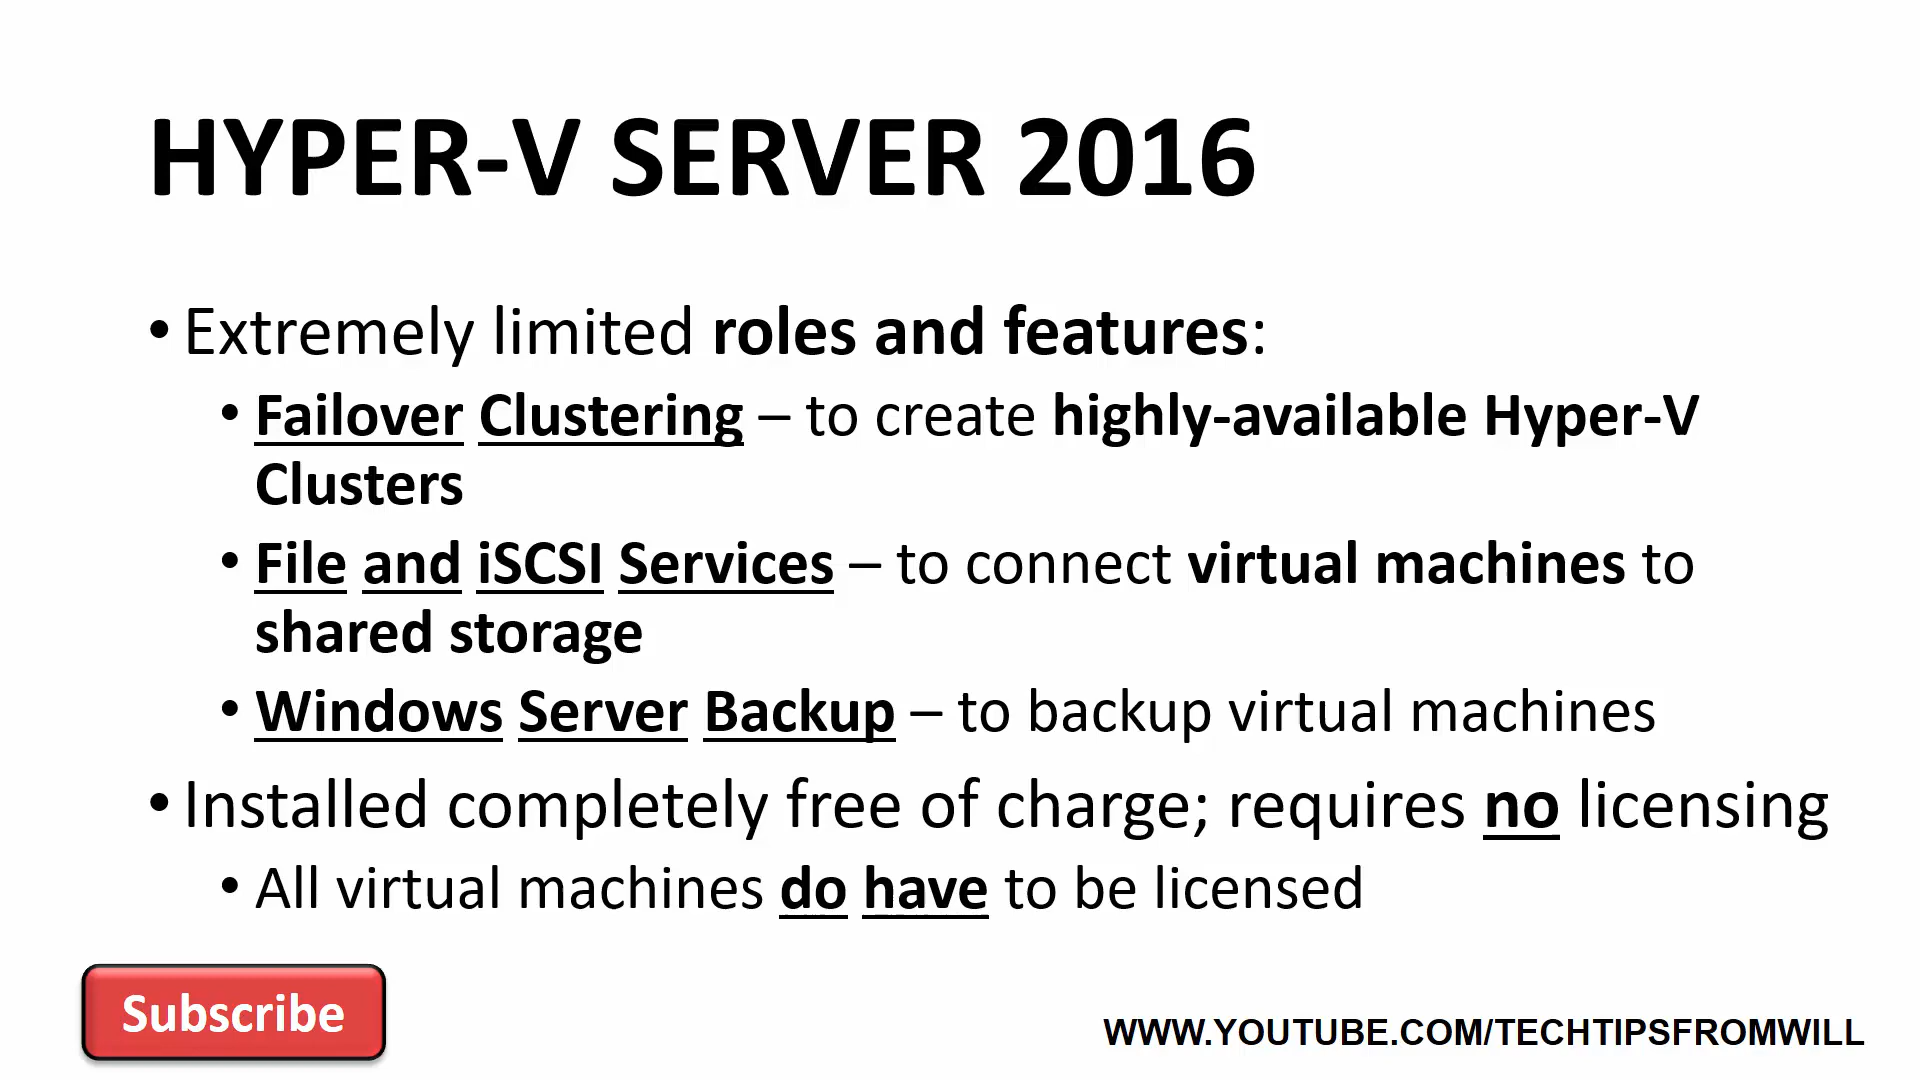 HYPER-V SERVER 2016
• Extremely limited roles and features:
• Failover Clustering – to create highly-available Hyper-V
Clusters
• File and iSCSI Services – to connect virtual machines to
shared storage
• Windows Server Backup – to backup virtual machines
• Installed completely free of charge; requires no licensing
• All virtual machines do have to be licensed
Subscribe
WWW.YOUTUBE.COM/TECHTIPSFROMWILL